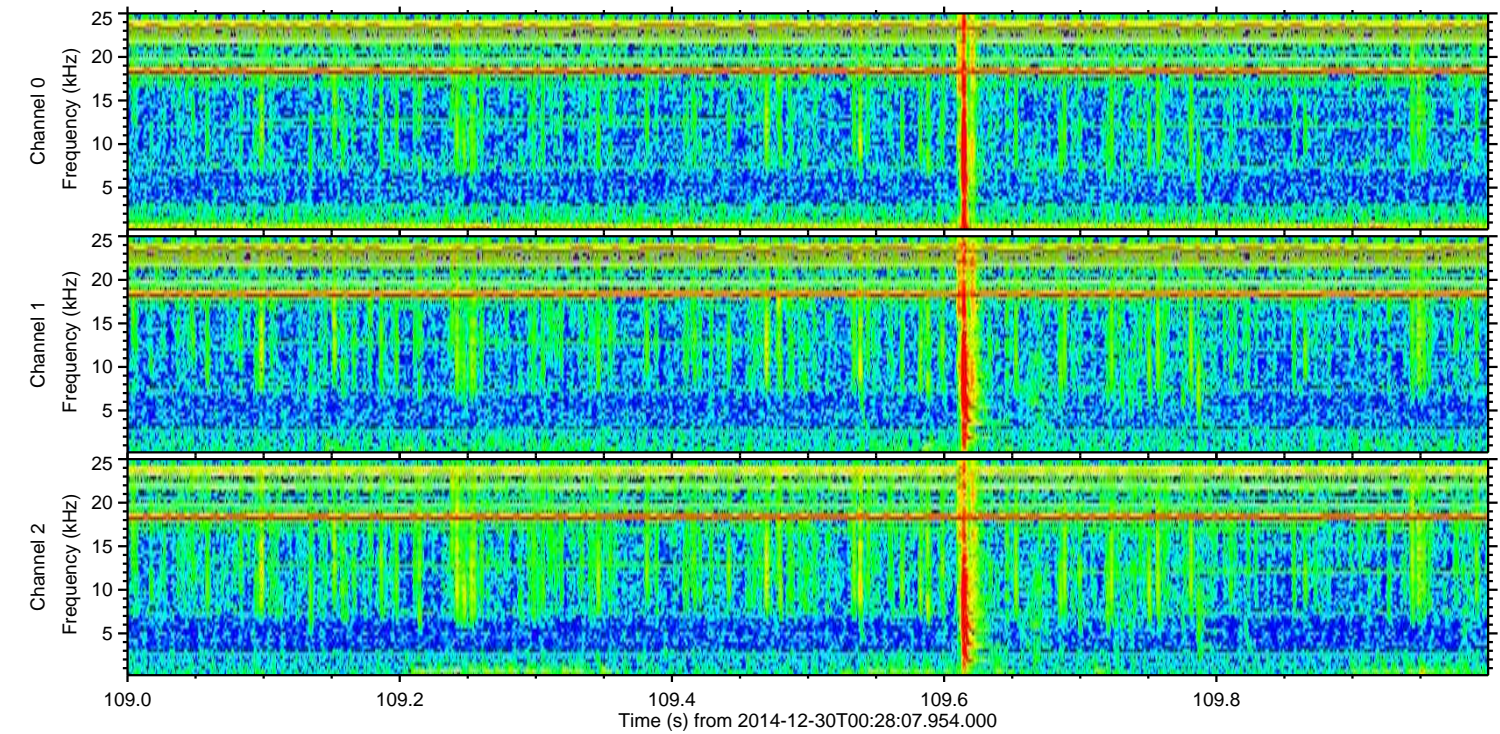 25
20
15
10
5
Channel 0
Frequency (kHz)
25
20
15
10
5
Channel 1
Frequency (kHz)
25
20
15
10
5
Channel 2
Frequency (kHz)
109.0 109.2 109.4 109.6 109.8
Time (s) from 2014-12-30T00:28:07.954.000